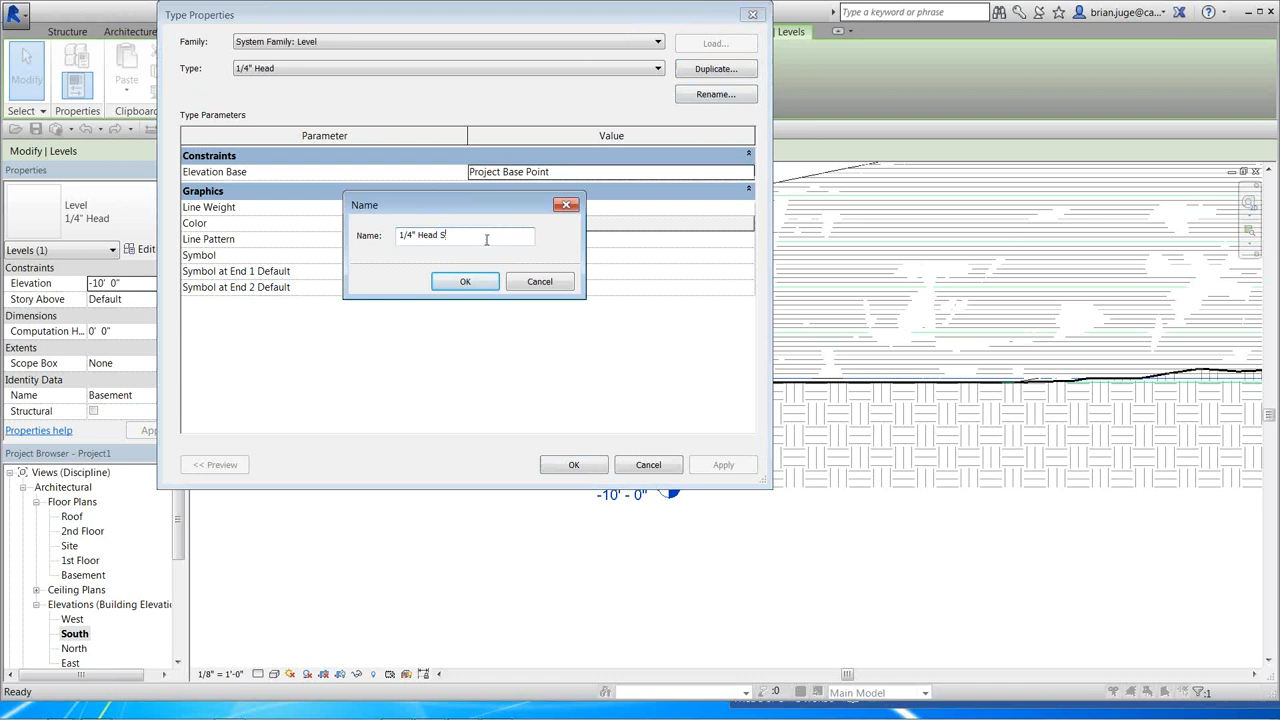 Type Properties
Type a keyword or phrase
brian.juge@ca...
Structure
Levels
Family:
System Family: Level
Load...
Type:
1/4" Head
Duplicate...
Modify
Paste
Rename...
Select
Properties
Clipboard
Type Parameters
Parameter
Value
Modify | Levels
Constraints
Elevation Base
Project Base Point
Properties
Graphics
Level
1/4" Head
Line Weight
Color
Line Pattern
Symbol
Symbol at End 1 Default
Symbol at End 2 Default
Name
Name:
1/4" Head S
OK
Cancel
Levels (1)
Edit
Constraints
Elevation
-10' 0"
Story Above
Default
Dimensions
Computation H...
0' 0"
Extents
Scope Box
None
Identity Data
Name
Basement
Structural
Properties help
App
Project Browser - Project1
<< Preview
OK
Cancel
Apply
Views (Discipline)
Architectural
Floor Plans
Roof
2nd Floor
Site
1st Floor
Basement
Ceiling Plans
Elevations (Building Elevatio
West
South
North
East
-10' - 0"
1/8" = 1'-0"
Ready
:0
Main Model
:1